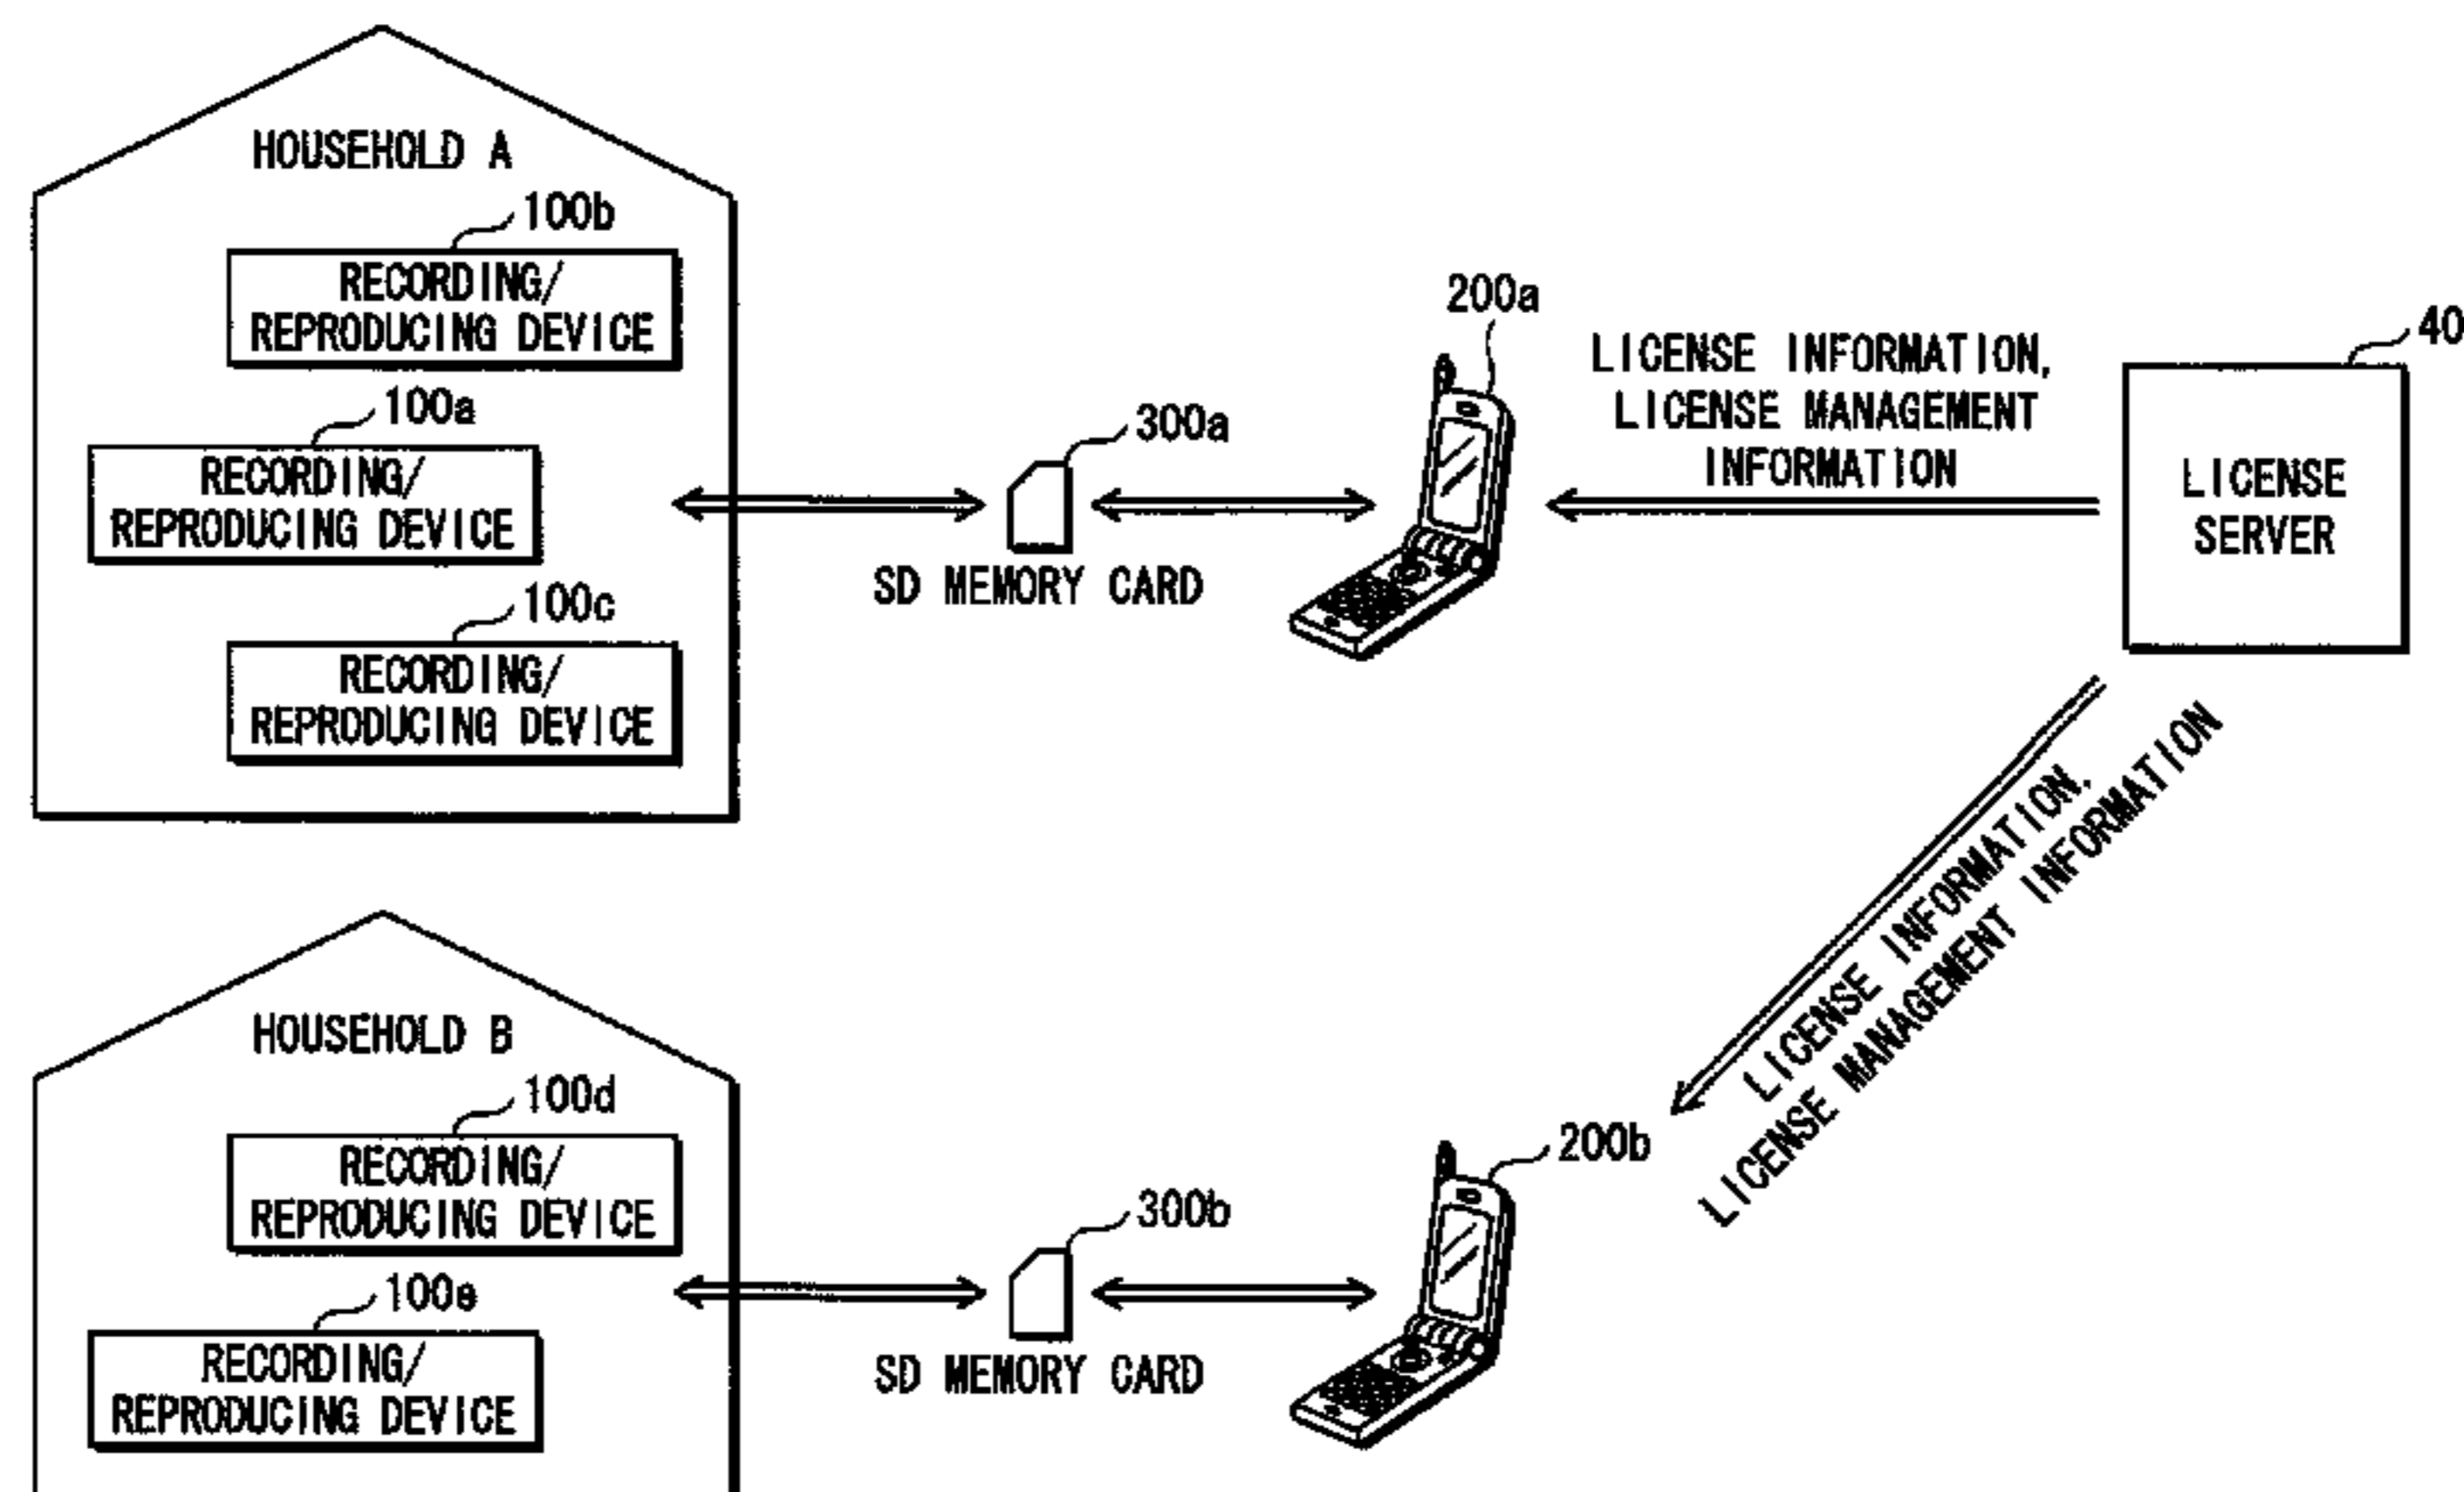 HOUSEHOLD A
100b
RECORDING/
REPRODUCING DEVICE
100a
RECORDING/
REPRODUCING DEVICE
100c
RECORDING/
REPRODUCING DEVICE
300a
SD MEMORY CARD
200a
LICENSE INFORMATION,
LICENSE MANAGEMENT
INFORMATION
40
LICENSE
SERVER
LICENSE INFORMATION,
LICENSE MANAGEMENT INFORMATION
HOUSEHOLD B
100d
RECORDING/
REPRODUCING DEVICE
100e
RECORDING/
REPRODUCING DEVICE
300b
SD MEMORY CARD
200b